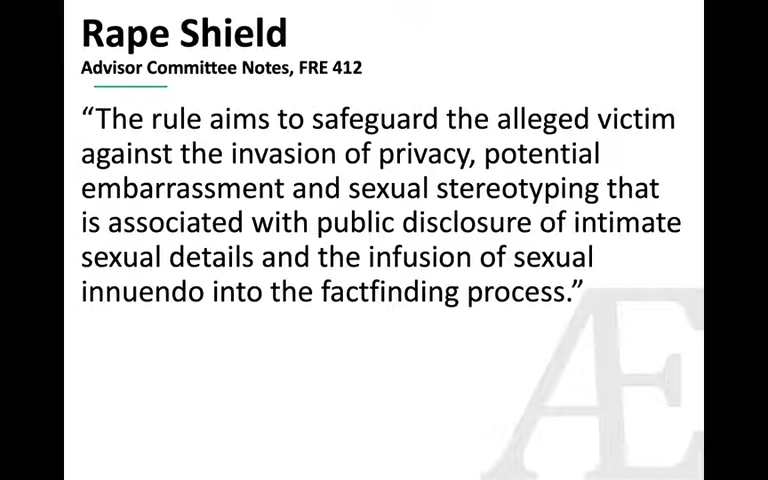 Rape Shield
Advisor Committee Notes, FRE 412
“The rule aims to safeguard the alleged victim
against the invasion of privacy, potential
embarrassment and sexual stereotyping that
is associated with public disclosure of intimate
sexual details and the infusion of sexual
innuendo into the factfinding process.”
Æ